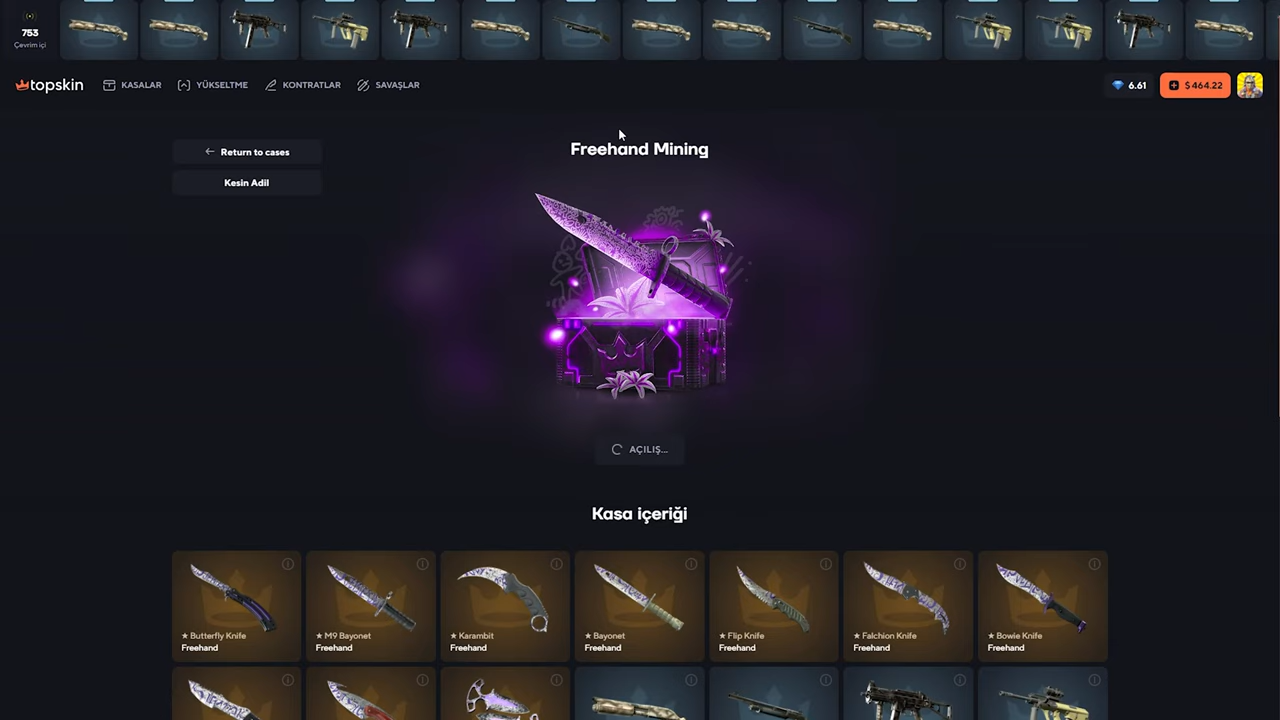 753
Çevrim içi
topskin
KASALAR
YÜKSELTME
KONTRATLAR
SAVAŞLAR
6.61
$ 464.22
Return to cases
Freehand Mining
Kesin Adil
AÇILIŞ...
Kasa içeriği
★ Butterfly Knife
Freehand
★ M9 Bayonet
Freehand
★ Karambit
Freehand
★ Bayonet
Freehand
★ Flip Knife
Freehand
★ Falchion Knife
Freehand
★ Bowie Knife
Freehand